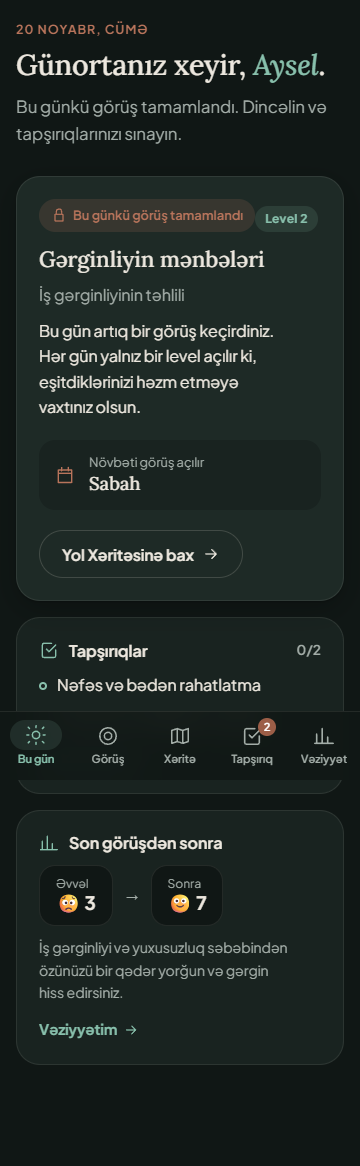 20 NOYABR, CÜMƏ
Günortanız xeyir, Aysel.
Bu günkü görüş tamamlandı. Dincəlin və
tapşırıqlarınızı sınayın.
Bu günkü görüş tamamlandı
Level 2
Gərginliyin mənbələri
İş gərginliyinin təhlili
Bu gün artıq bir görüş keçirdiniz.
Hər gün yalnız bir level açılır ki,
eşitdiklərinizi həzm etməyə
vaxtınız olsun.
Növbəti görüş açılır
Sabah
Yol Xəritəsinə bax →
Tapşırıqlar
0/2
Nəfəs və bədən rahatlatma
2
Bu gün
Görüş
Xəritə
Tapşırıq
Vəziyyət
Son görüşdən sonra
Əvvəl
3
→
Sonra
7
İş gərginliyi və yuxusuzluq səbəbindən
özünüzü bir qədər yorğun və gərgin
hiss edirsiniz.
Vəziyyətim →